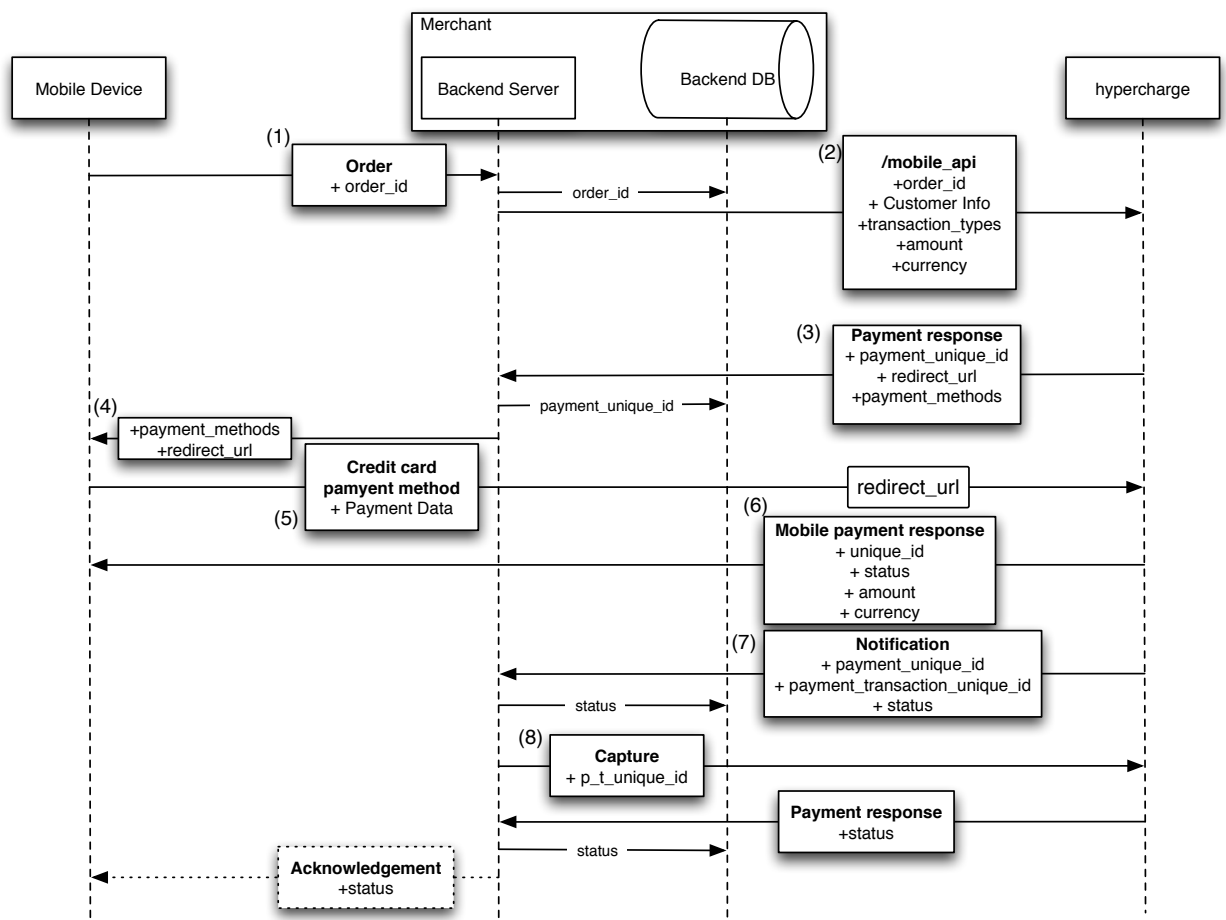 Merchant
Mobile Device
Backend Server
Backend DB
hypercharge
(1)
Order
+ order_id
order_id
(2)
/mobile_api
+order_id
+ Customer Info
+transaction_types
+amount
+currency
(3)
Payment response
+ payment_unique_id
+ redirect_url
+payment_methods
payment_unique_id
(4)
+payment_methods
+redirect_url
Credit card
pamyent method
+ Payment Data
(5)
redirect_url
(6)
Mobile payment response
+ unique_id
+ status
+ amount
+ currency
(7)
Notification
+ payment_unique_id
+ payment_transaction_unique_id
+ status
status
(8)
Capture
+ p_t_unique_id
Payment response
+status
status
Acknowledgement
+status